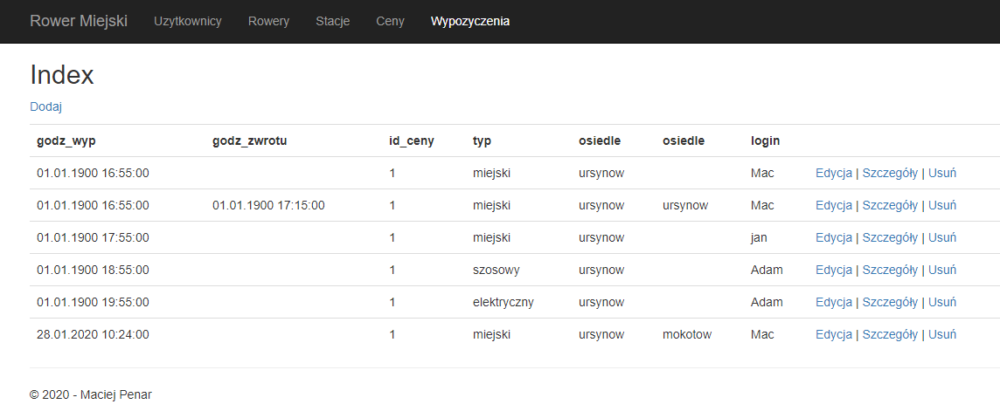 Rower Miejski Uzytkownicy Rowery Stacje Ceny Wypozyczenia
Index
Dodaj
godz_wyp godz_zwrotu id_ceny typ osiedle osiedle login
01.01.1900 16:55:00 1 miejski ursynow Mac Edycja | Szczegóły | Usuń
01.01.1900 16:55:00 01.01.1900 17:15:00 1 miejski ursynow ursynow Mac Edycja | Szczegóły | Usuń
01.01.1900 17:55:00 1 miejski ursynow jan Edycja | Szczegóły | Usuń
01.01.1900 18:55:00 1 szosowy ursynow Adam Edycja | Szczegóły | Usuń
01.01.1900 19:55:00 1 elektryczny ursynow Adam Edycja | Szczegóły | Usuń
28.01.2020 10:24:00 1 miejski ursynow mokotow Mac Edycja | Szczegóły | Usuń
© 2020 - Maciej Penar